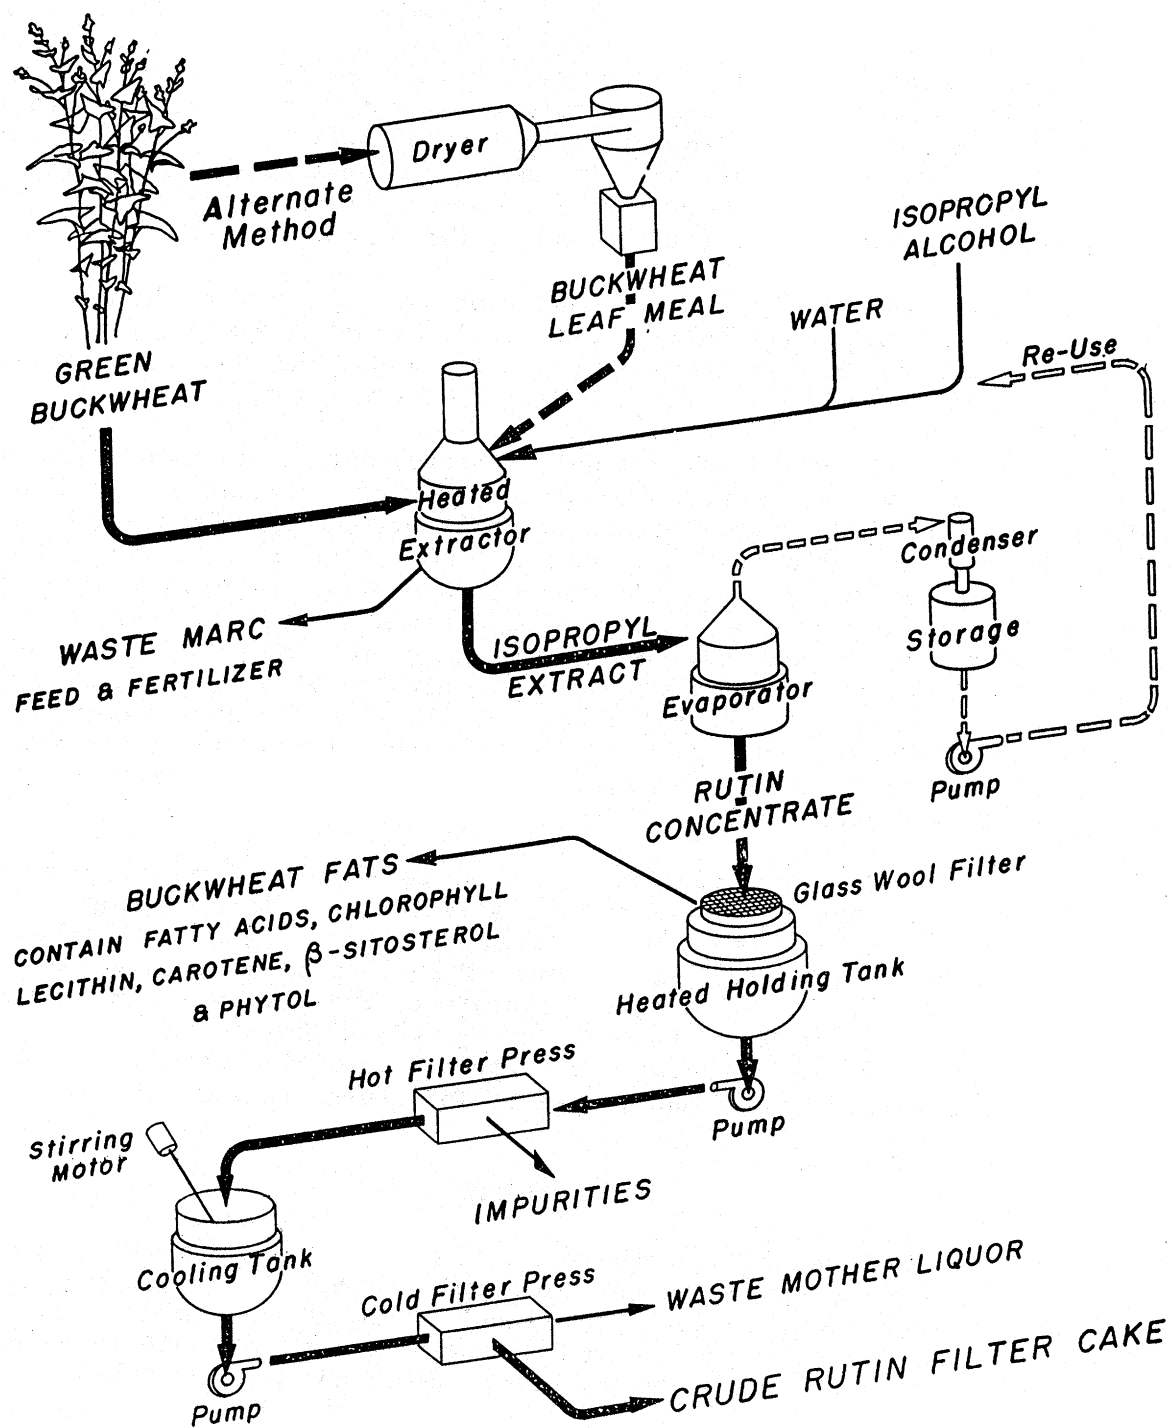 Dryer
Alternate
Method
ISOPROPYL
ALCOHOL
BUCKWHEAT
LEAF MEAL
WATER
Re-Use
GREEN
BUCKWHEAT
Heated
Extractor
Condenser
Storage
WASTE MARC
FEED & FERTILIZER
ISOPROPYL
EXTRACT
Evaporator
Pump
RUTIN
CONCENTRATE
BUCKWHEAT FATS
CONTAIN FATTY ACIDS, CHLOROPHYLL
LECITHIN, CAROTENE, β-SITOSTEROL
& PHYTOL
Glass Wool Filter
Heated Holding Tank
Hot Filter Press
Pump
Stirring
Motor
IMPURITIES
Cooling Tank
Cold Filter Press
WASTE MOTHER LIQUOR
CRUDE RUTIN FILTER CAKE
Pump